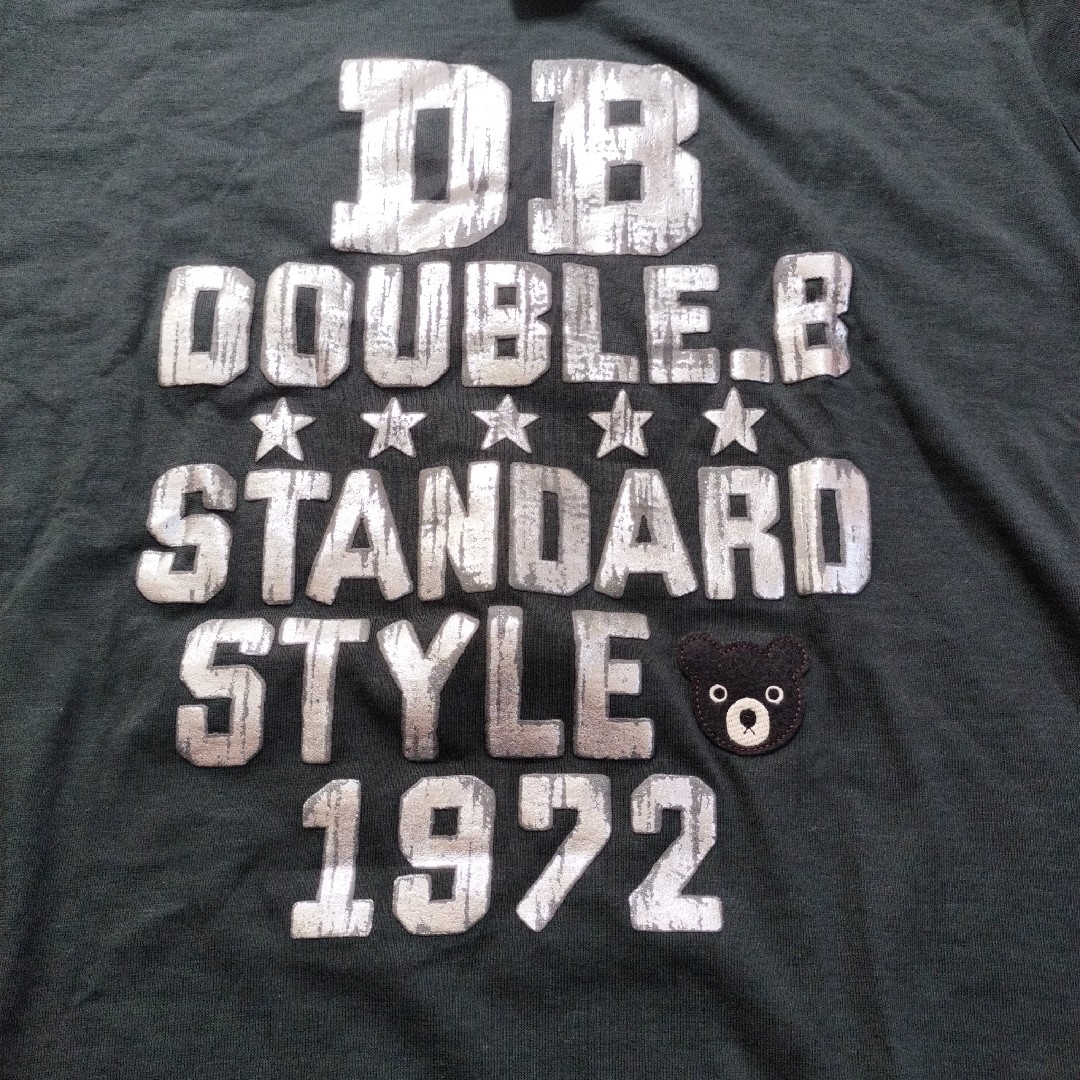 DB
DOUBLE.B
STANDARD
STYLE
1972